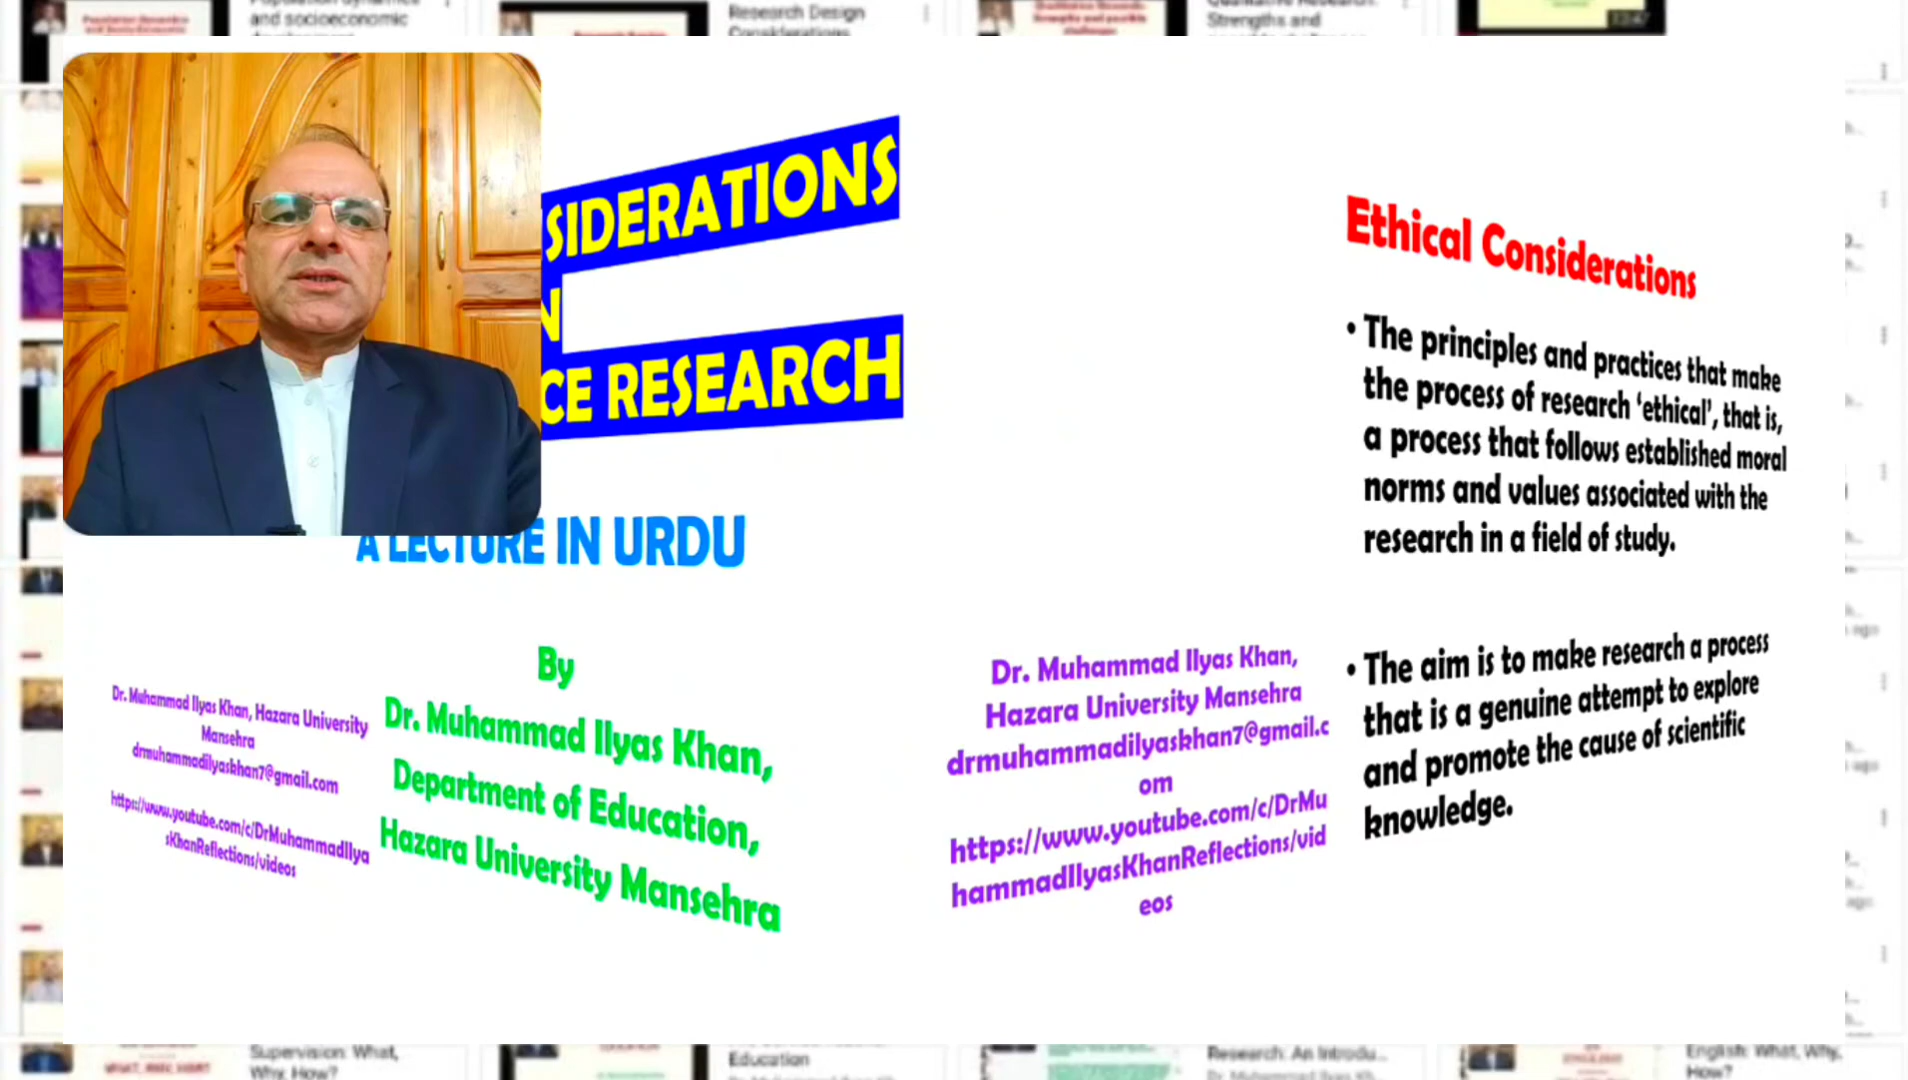 and socioeconomic
Research Design
Considerations
Strengths and
SIDERATIONS
N
CE RESEARCH
A LECTURE IN URDU
By
Dr. Muhammad Ilyas Khan,
Department of Education,
Hazara University Mansehra
Dr. Muhammad Ilyas Khan, Hazara University
Mansehra
drmuhammadilyaskhan7@gmail.com
https://www.youtube.com/c/DrMuhammadIlya
sKhanReflections/videos
Dr. Muhammad Ilyas Khan,
Hazara University Mansehra
drmuhammadilyaskhan7@gmail.c
om
https://www.youtube.com/c/DrMu
hammadIlyasKhanReflections/vid
eos
Ethical Considerations
• The principles and practices that make
the process of research ‘ethical’, that is,
a process that follows established moral
norms and values associated with the
research in a field of study.
• The aim is to make research a process
that is a genuine attempt to explore
and promote the cause of scientific
knowledge.
Supervision: What,
Why, How?
Education
Research: An Introdu...
English: What, Why,
How?